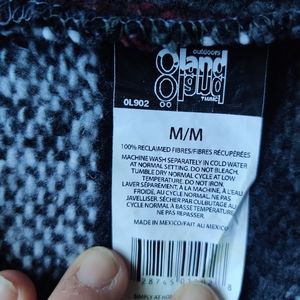 OUTDOORS
Oland
OL902
M/M
100% RECLAIMED FIBRES/FIBRES RÉCUPÉRÉES
MACHINE WASH SEPARATELY IN COLD WATER
AT NORMAL SETTING. DO NOT BLEACH.
TUMBLE DRY NORMAL CYCLE AT LOW
TEMPERATURE. DO NOT IRON.
LAVER SÉPARÉMENT, À LA MACHINE, À L'EAU
FROIDE, AU CYCLE NORMAL. NE PAS
JAVELLISER. SÉCHER PAR CULBUTAGE AU
CYCLE NORMAL À BASSE TEMPÉRATURE.
NE PAS REPASSER.
MADE IN MEXICO/FAIT AU MEXICO